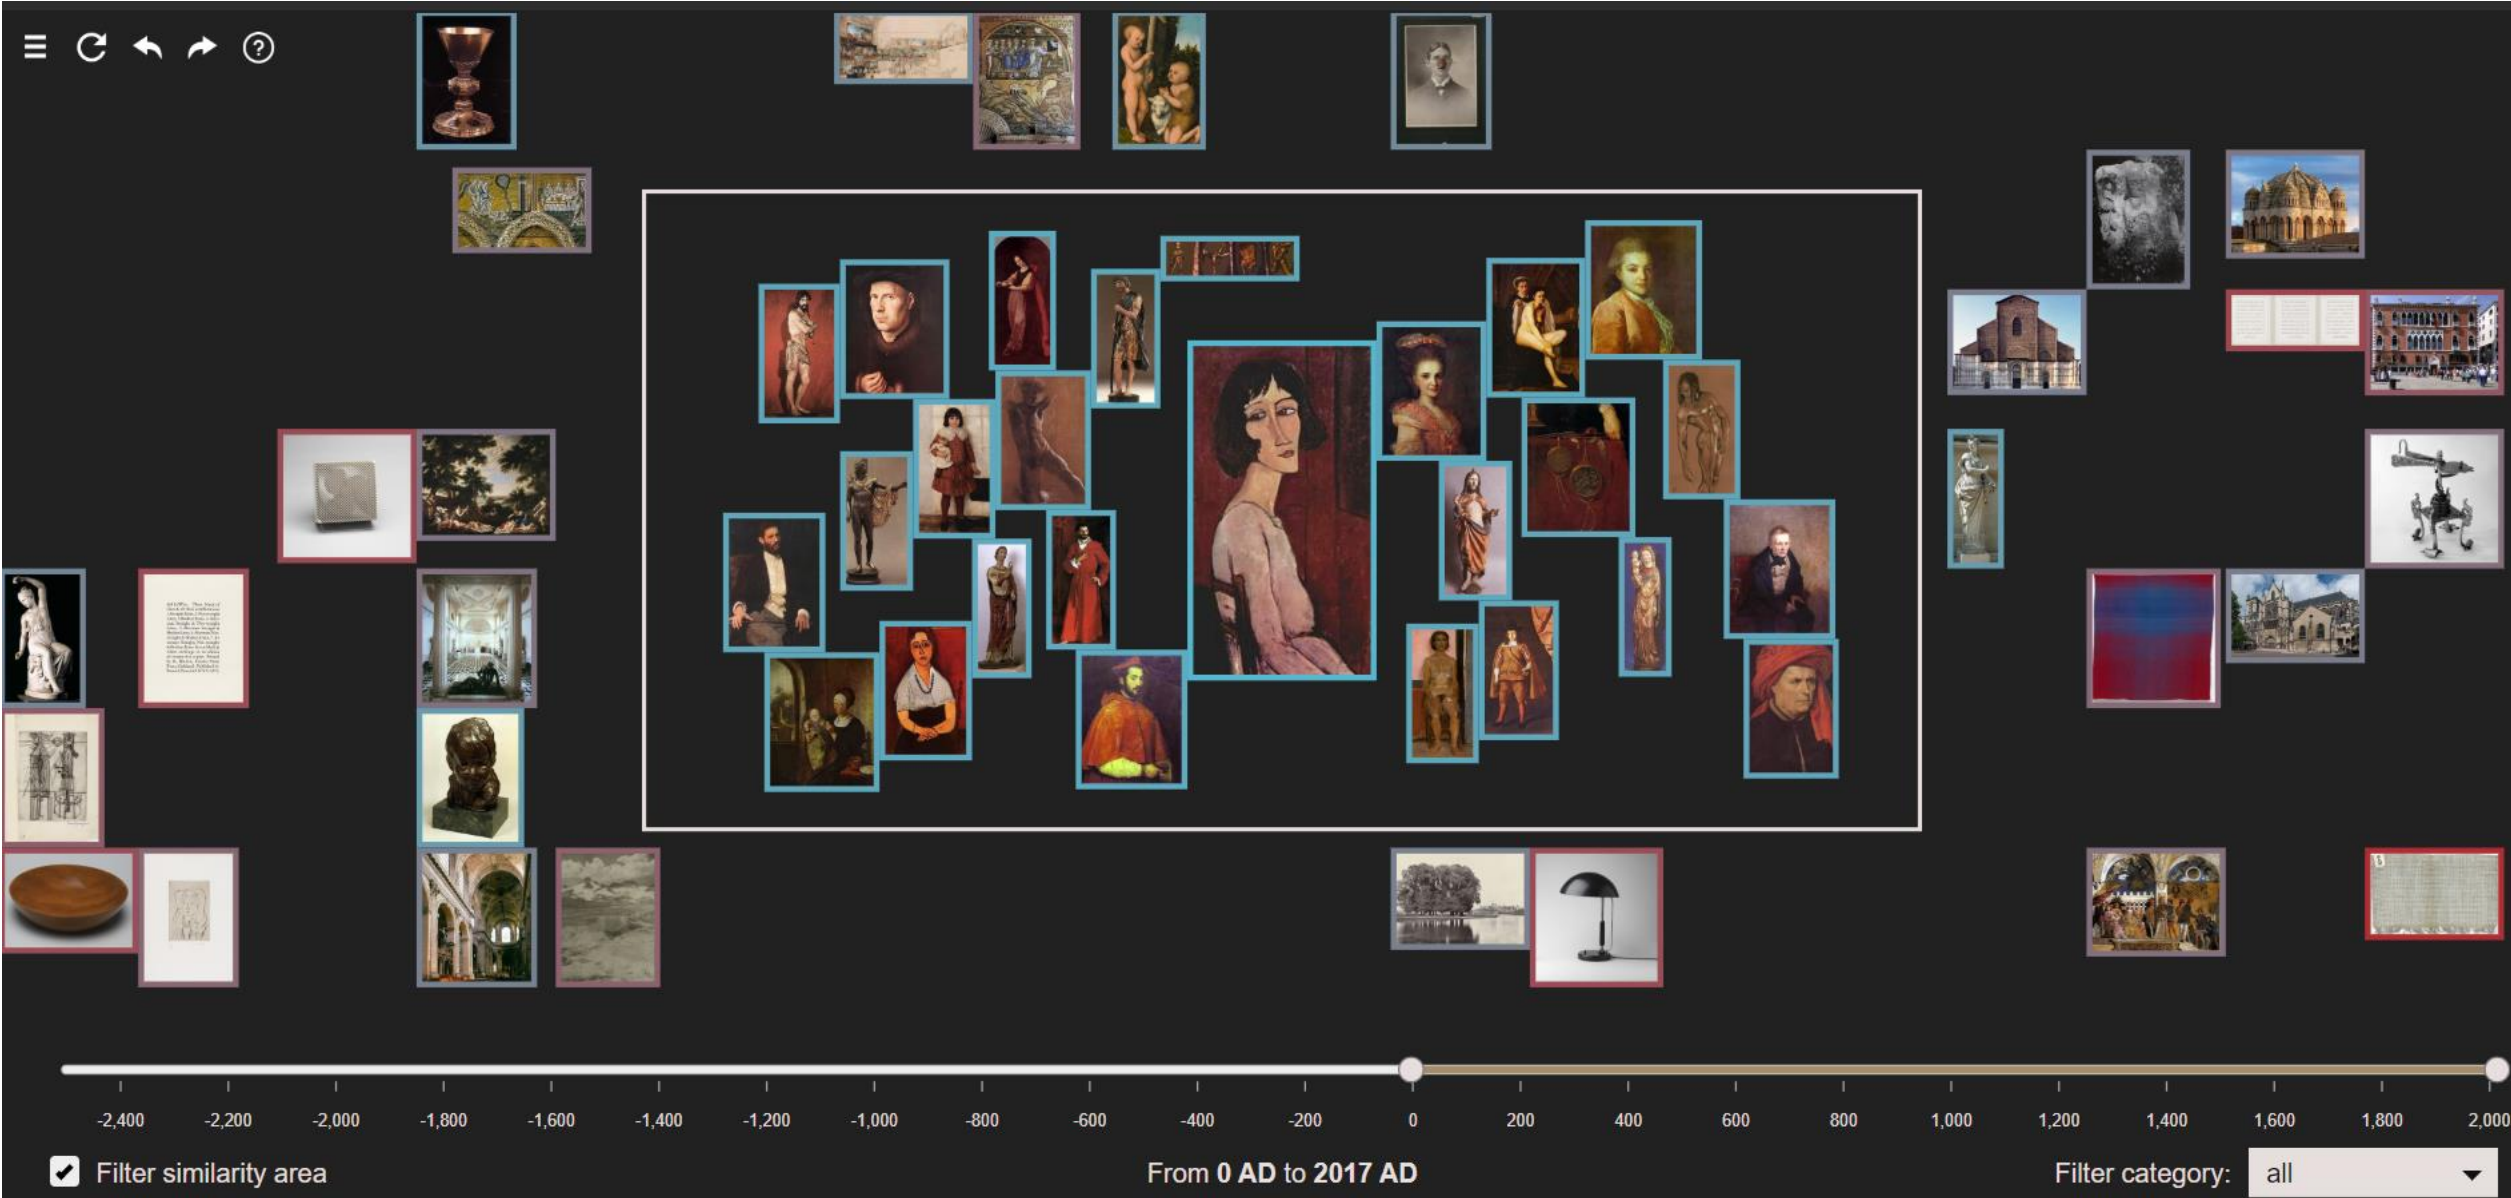 ?
-2,400 -2,200 -2,000 -1,800 -1,600 -1,400 -1,200 -1,000 -800 -600 -400 -200 0 200 400 600 800 1,000 1,200 1,400 1,600 1,800 2,000
Filter similarity area From 0 AD to 2017 AD Filter category: all